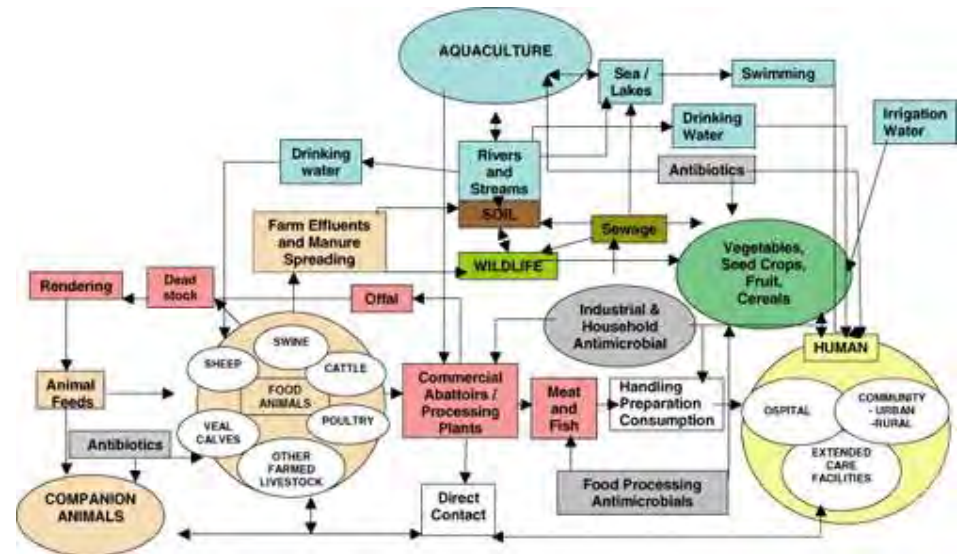 AQUACULTURE
Sea /
Lakes
Swimming
Drinking
Water
Irrigation
Water
Drinking
water
Rivers
and
Streams
Antibiotics
SOIL
Farm Effluents
and Manure
Spreading
Sewage
Vegetables,
Seed Crops,
Fruit,
Cereals
WILDLIFE
Rendering
Dead
stock
Offal
Industrial &
Household
Antimicrobial
HUMAN
SWINE
SHEEP
CATTLE
Animal
Feeds
FOOD
ANIMALS
Commercial
Abattoirs /
Processing
Plants
Meat
and
Fish
Handling
Preparation
Consumption
OSPITAL
COMMUNITY
- URBAN
-RURAL
VEAL
CALVES
POULTRY
Antibiotics
OTHER
FARMED
LIVESTOCK
EXTENDED
CARE
FACILITIES
COMPANION
ANIMALS
Direct
Contact
Food Processing
Antimicrobials